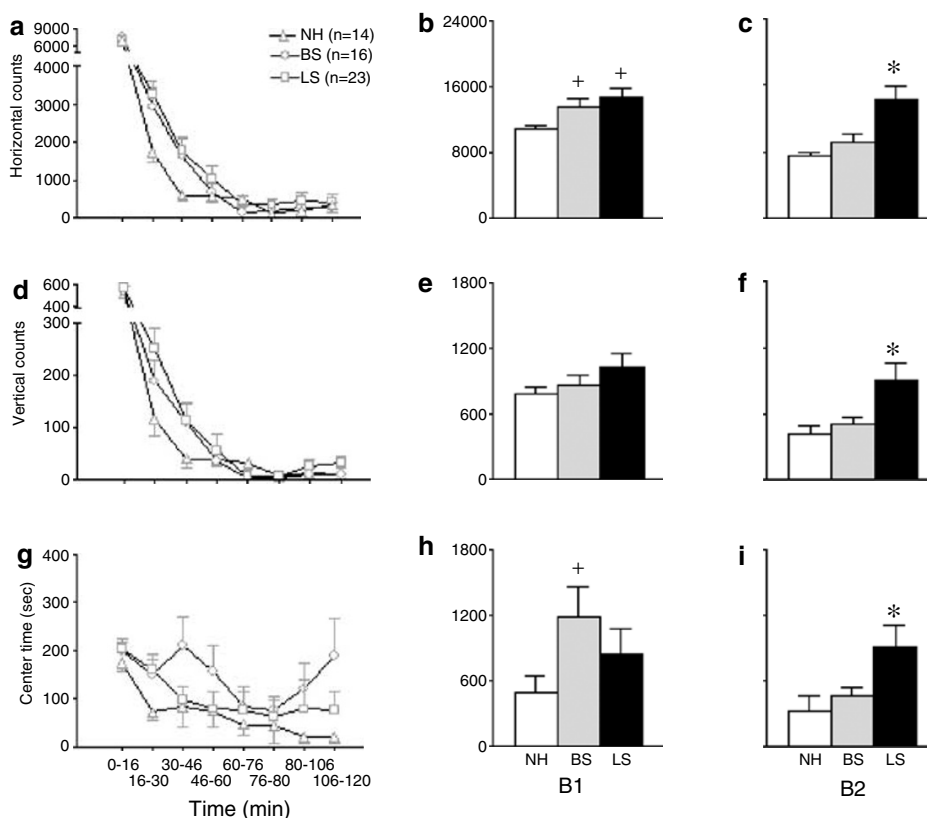 a
Horizontal counts
9000
6000
4000
3000
2000
1000
0
NH (n=14)
BS (n=16)
LS (n=23)
b
24000
16000
8000
0
+
+
c
*
d
Vertical counts
600
400
300
200
100
0
e
1800
1200
600
0
f
*
g
Center time (sec)
400
300
200
100
0
0-16
16-30
30-46
46-60
60-76
76-80
80-106
106-120
Time (min)
h
1800
1200
600
0
+
NH BS LS
B1
i
*
NH BS LS
B2